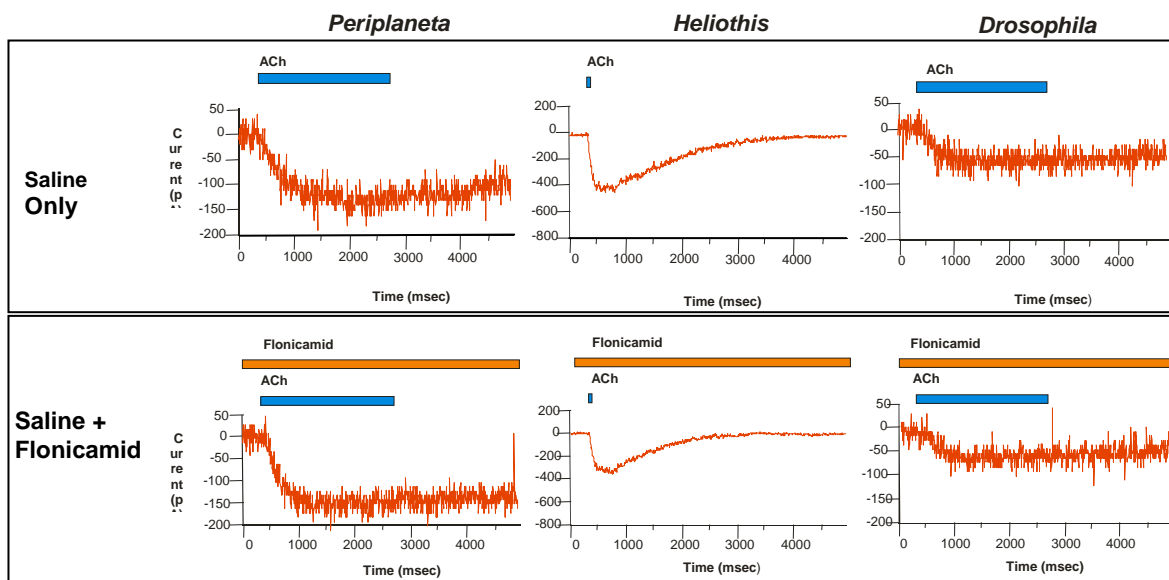 Periplaneta
Heliothis
Drosophila
Saline
Only
ACh
50
0
-50
-100
-150
-200
C
u r
re
nt
(p
0 1000 2000 3000 4000
Time (msec)
ACh
200
0
-200
-400
-600
-800
0 1000 2000 3000 4000
Time (msec)
ACh
50
0
-50
-100
-150
-200
0 1000 2000 3000 4000
Time (msec)
Saline +
Flonicamid
Flonicamid
ACh
50
0
-50
-100
-150
-200
C
u r
re
nt
(p
0 1000 2000 3000 4000
Time (msec)
Flonicamid
ACh
200
0
-200
-400
-600
-800
0 1000 2000 3000 4000
Time (msec)
Flonicamid
ACh
50
0
-50
-100
-150
-200
0 1000 2000 3000 4000
Time (msec)